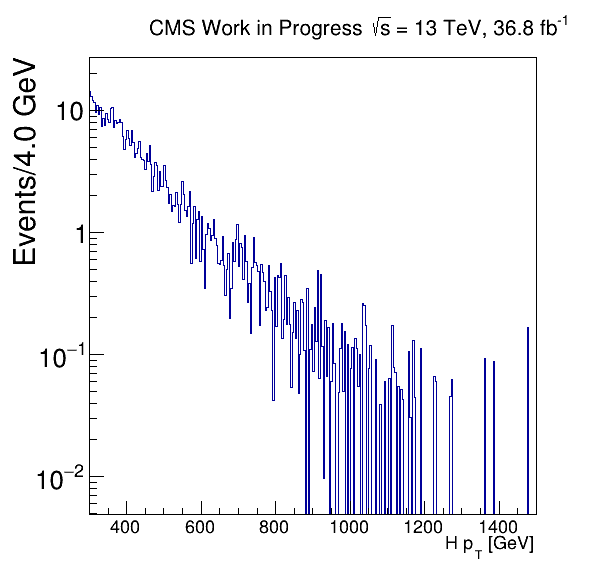 CMS Work in Progress √s = 13 TeV, 36.8 fb⁻¹
Events/4.0 GeV
10
1
10⁻¹
10⁻²
400 600 800 1000 1200 1400
H p_T [GeV]